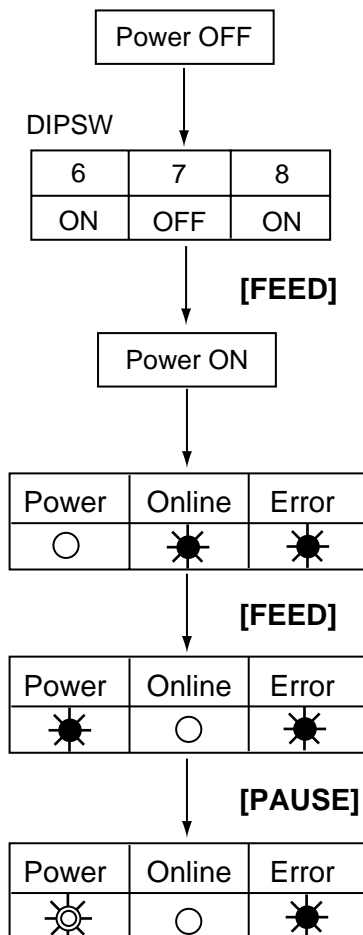 Power OFF
DIPSW
6 7 8
ON OFF ON
[FEED]
Power ON
Power Online Error
[FEED]
Power Online Error
[PAUSE]
Power Online Error